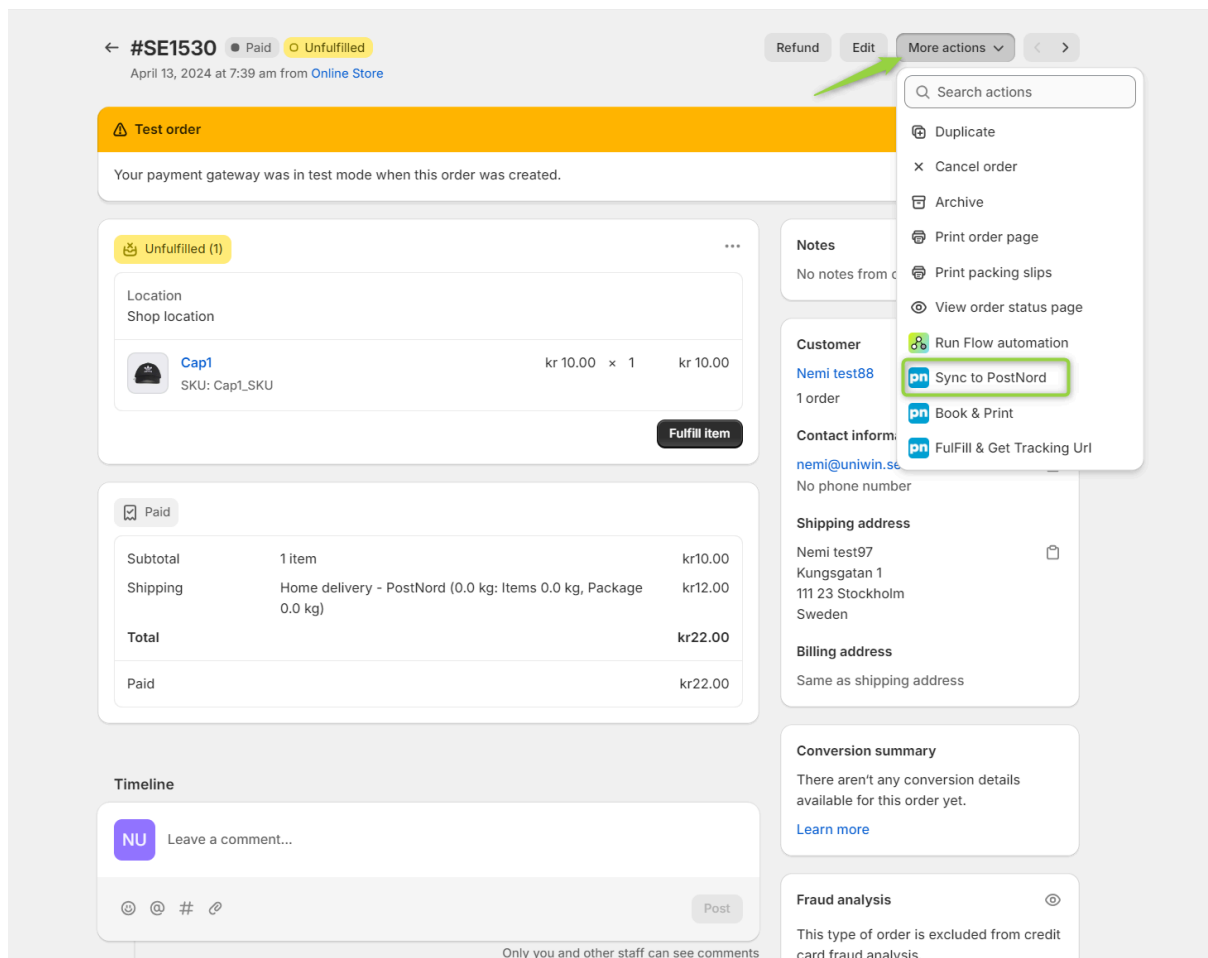 #SE1530 Paid Unfulfilled
Refund Edit More actions
April 13, 2024 at 7:39 am from Online Store
Search actions
Duplicate
Cancel order
Archive
Print order page
Print packing slips
View order status page
Run Flow automation
pn Sync to PostNord
pn Book & Print
pn FulFill & Get Tracking Url
Test order
Your payment gateway was in test mode when this order was created.
Unfulfilled (1)
Location
Shop location
Cap1 kr 10.00 × 1 kr 10.00
SKU: Cap1_SKU
Fulfill item
Paid
Subtotal 1 item kr10.00
Shipping Home delivery - PostNord (0.0 kg: Items 0.0 kg, Package kr12.00
0.0 kg)
Total kr22.00
Paid kr22.00
Timeline
NU Leave a comment...
@ #
Post
Only you and other staff can see comments
Notes
No notes from
Customer
Nemi test88
1 order
Contact inform
nemi@uniwin.se
No phone number
Shipping address
Nemi test97
Kungsgatan 1
111 23 Stockholm
Sweden
Billing address
Same as shipping address
Conversion summary
There aren't any conversion details
available for this order yet.
Learn more
Fraud analysis
This type of order is excluded from credit
card fraud analysis